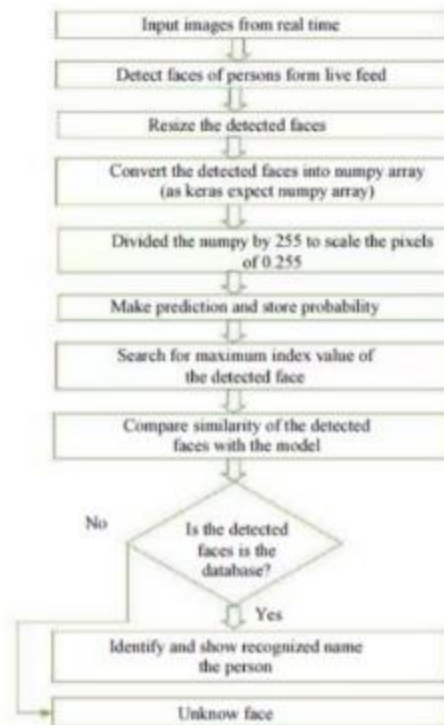 Input images from real time
Detect faces of persons form live feed
Resize the detected faces
Convert the detected faces into numpy array
(as keras expect numpy array)
Divided the numpy by 255 to scale the pixels
of 0.255
Make prediction and store probability
Search for maximum index value of
the detected face
Compare similarity of the detected
faces with the model
Is the detected
faces is the
database?
No
Yes
Identify and show recognized name
the person
Unknow face